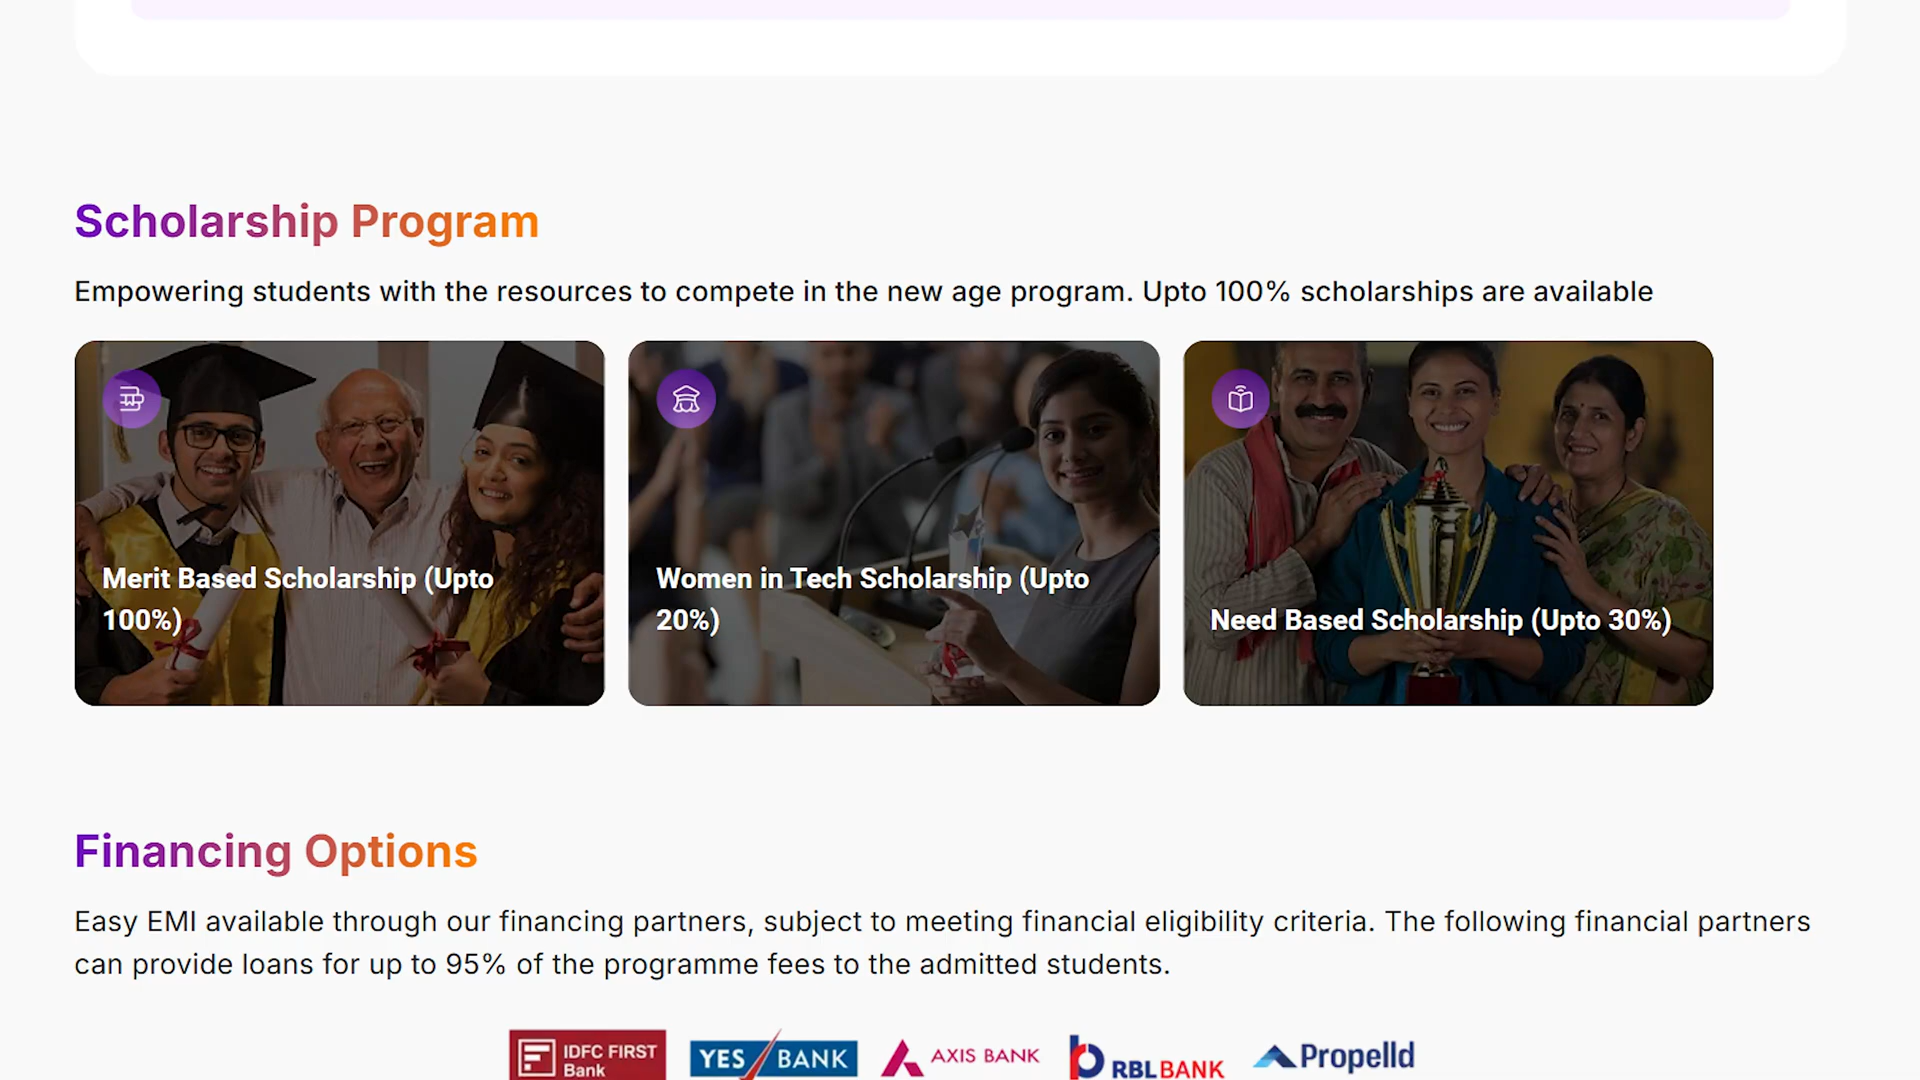 Scholarship Program
Empowering students with the resources to compete in the new age program. Upto 100% scholarships are available
Merit Based Scholarship (Upto
100%)
Women in Tech Scholarship (Upto
20%)
Need Based Scholarship (Upto 30%)
Financing Options
Easy EMI available through our financing partners, subject to meeting financial eligibility criteria. The following financial partners
can provide loans for up to 95% of the programme fees to the admitted students.
IDFC FIRST
Bank
YES BANK
AXIS BANK
RBLBANK
Propelld